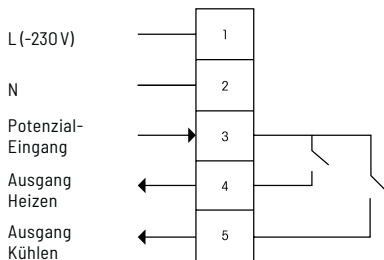 L (~230 V)
1
N
2
Potenzial-
Eingang
3
Ausgang
Heizen
4
Ausgang
Kühlen
5